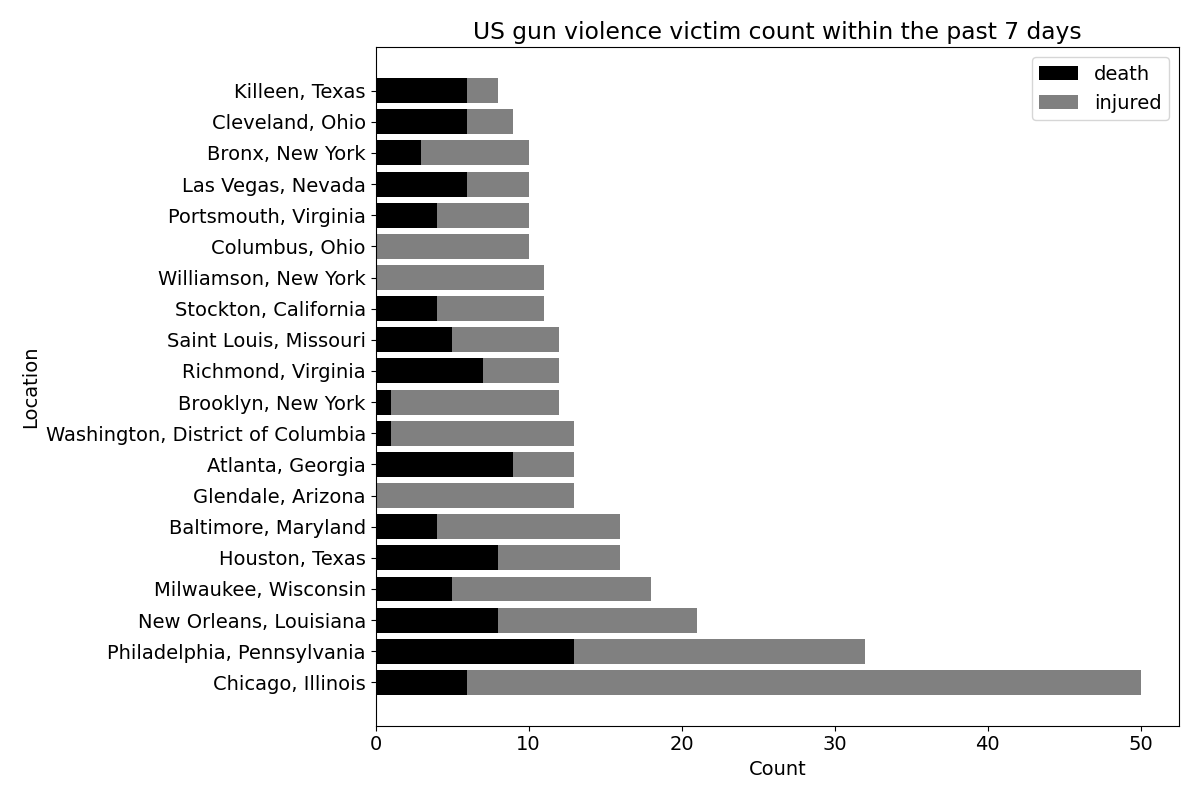 US gun violence victim count within the past 7 days
death
injured
Killeen, Texas
Cleveland, Ohio
Bronx, New York
Las Vegas, Nevada
Portsmouth, Virginia
Columbus, Ohio
Williamson, New York
Stockton, California
Saint Louis, Missouri
Richmond, Virginia
Brooklyn, New York
Washington, District of Columbia
Atlanta, Georgia
Glendale, Arizona
Baltimore, Maryland
Houston, Texas
Milwaukee, Wisconsin
New Orleans, Louisiana
Philadelphia, Pennsylvania
Chicago, Illinois
Location
0 10 20 30 40 50
Count